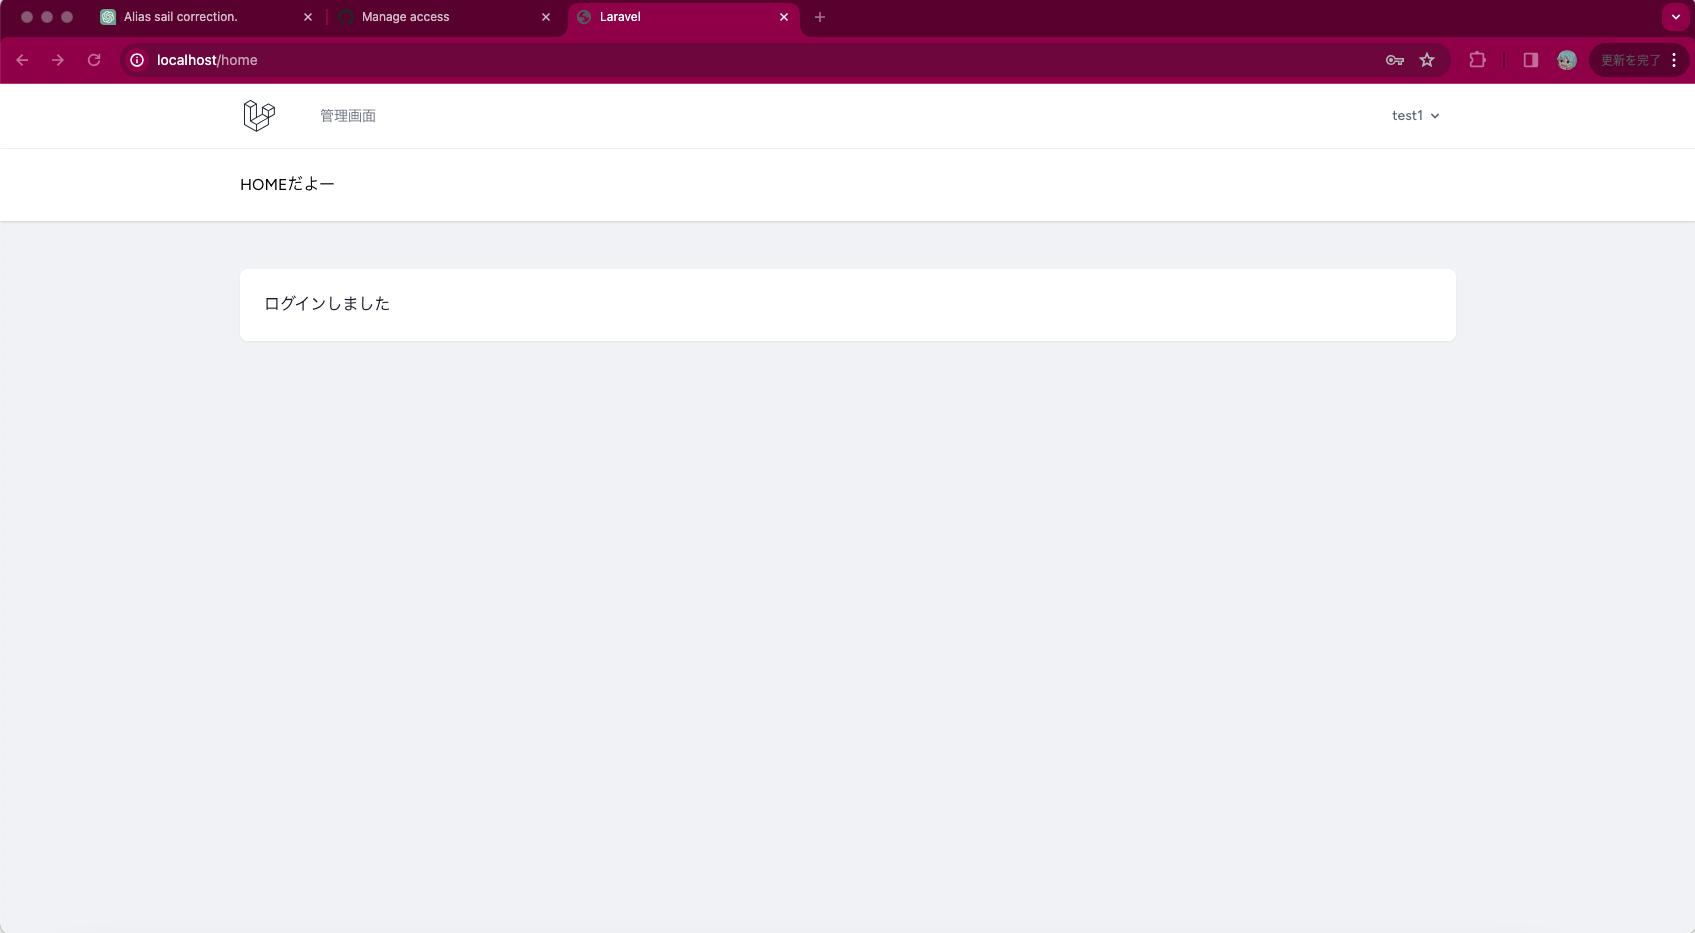 Alias sail correction.
Manage access
Laravel
localhost/home
更新を完了
管理画面
test1
HOMEだよー
ログインしました